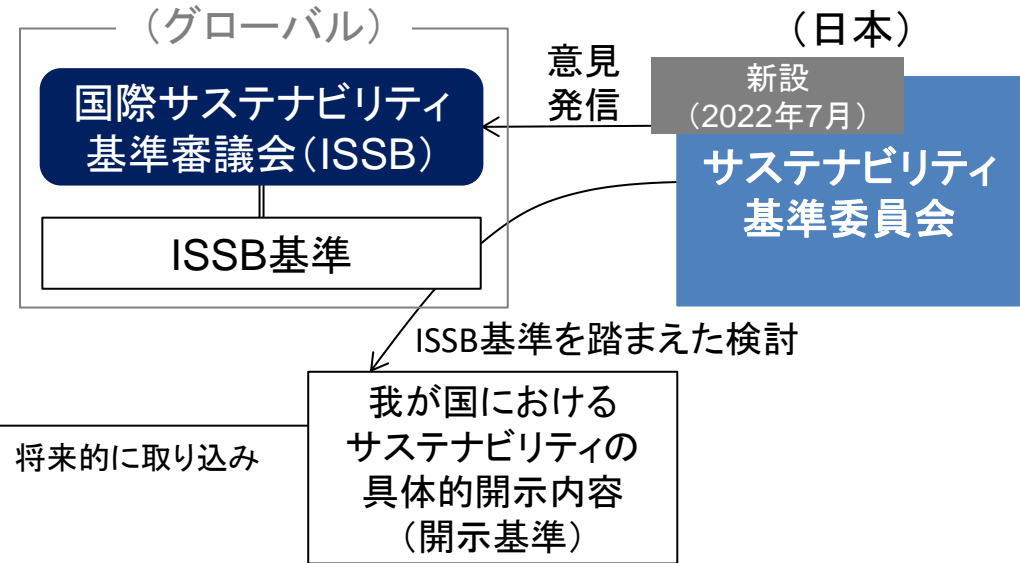 （グローバル）
国際サステナビリティ
基準審議会（ISSB）
ISSB基準
意見
発信
（日本）
新設
（2022年7月）
サステナビリティ
基準委員会
ISSB基準を踏まえた検討
我が国における
サステナビリティの
具体的開示内容
（開示基準）
将来的に取り込み